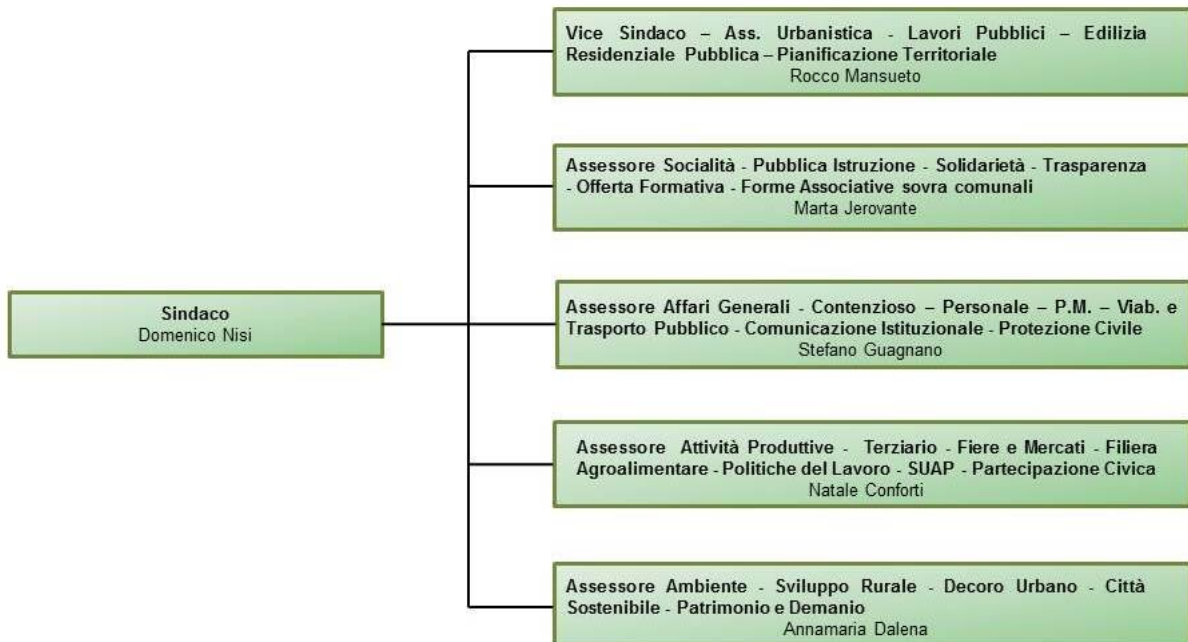 Vice Sindaco – Ass. Urbanistica - Lavori Pubblici – Edilizia
Residenziale Pubblica – Pianificazione Territoriale
Rocco Mansueto
Assessore Socialità - Pubblica Istruzione - Solidarietà - Trasparenza
- Offerta Formativa - Forme Associative sovra comunali
Marta Jerovante
Sindaco
Domenico Nisi
Assessore Affari Generali - Contenzioso – Personale – P.M. – Viab. e
Trasporto Pubblico - Comunicazione Istituzionale - Protezione Civile
Stefano Guagnano
Assessore Attività Produttive - Terziario - Fiere e Mercati - Filiera
Agroalimentare - Politiche del Lavoro - SUAP - Partecipazione Civica
Natale Conforti
Assessore Ambiente - Sviluppo Rurale - Decoro Urbano - Città
Sostenibile - Patrimonio e Demanio
Annamaria Dalena